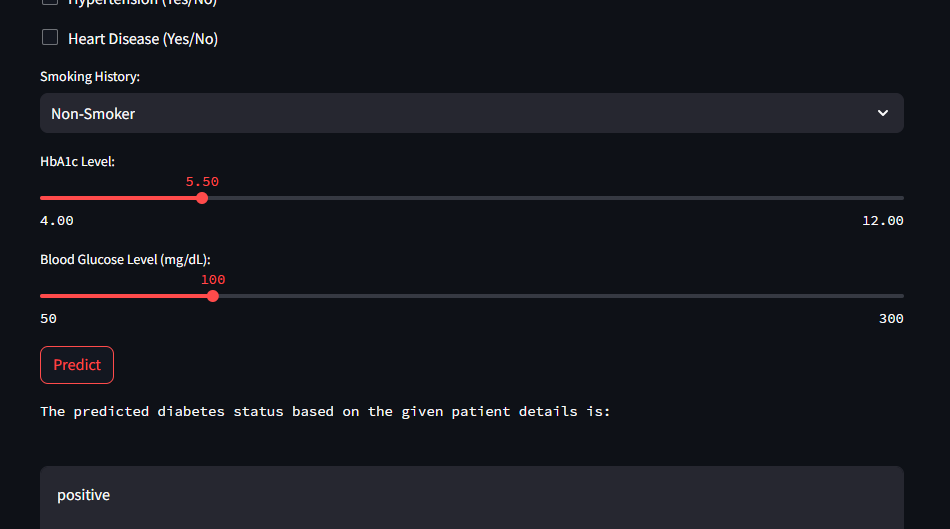 Hypertension (Yes/No)
Heart Disease (Yes/No)
Smoking History:
Non-Smoker
HbA1c Level:
5.50
4.00 12.00
Blood Glucose Level (mg/dL):
100
50 300
Predict
The predicted diabetes status based on the given patient details is:
positive